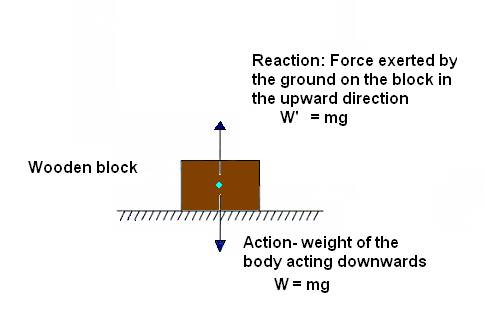 Reaction: Force exerted by
the ground on the block in
the upward direction
W' = mg
Wooden block
Action- weight of the
body acting downwards
W = mg